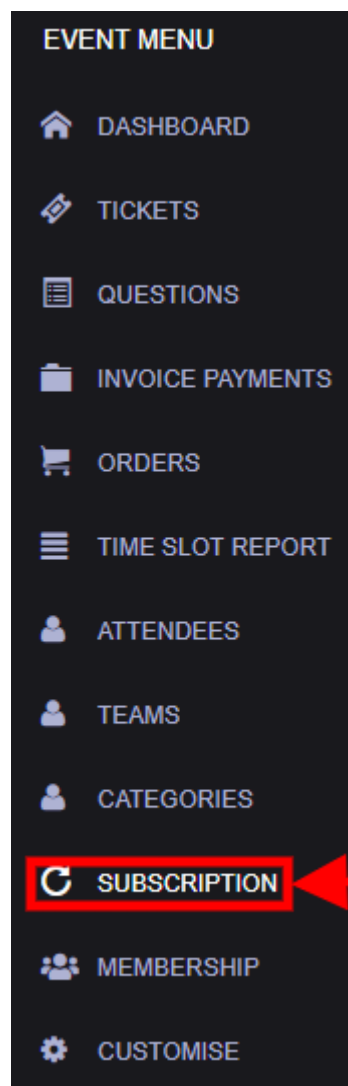 EVENT MENU
DASHBOARD
TICKETS
QUESTIONS
INVOICE PAYMENTS
ORDERS
TIME SLOT REPORT
ATTENDEES
TEAMS
CATEGORIES
SUBSCRIPTION
MEMBERSHIP
CUSTOMISE